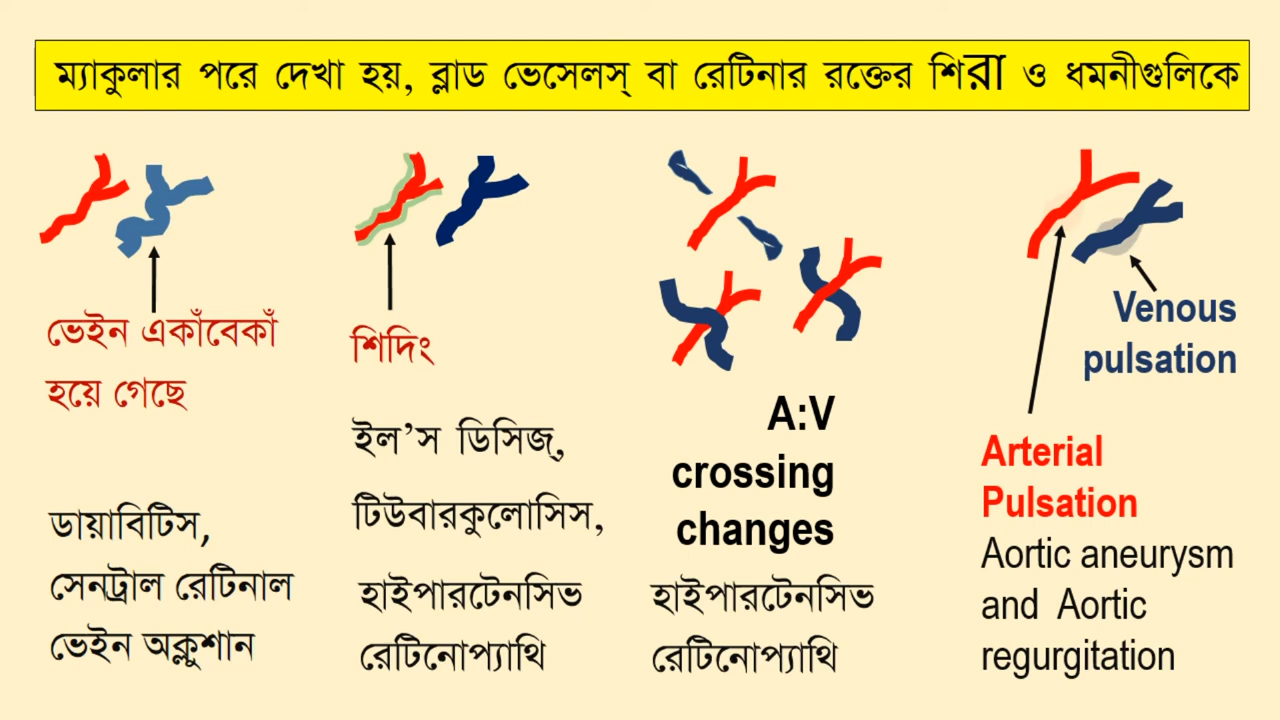 ম্যাকুলার পরে দেখা হয়, ব্লাড ভেসেলস্ বা রেটিনার রক্তের শিরা ও ধমনীগুলিকে
ভেইন একাঁবেকাঁ
হয়ে গেছে
ডায়াবিটিস,
সেনট্রাল রেটিনাল
ভেইন অক্লুশান
শিদিং
ইল’স ডিসিজ্,
টিউবারকুলোসিস,
হাইপারটেনসিভ
রেটিনোপ্যাথি
A:V
crossing
changes
হাইপারটেনসিভ
রেটিনোপ্যাথি
Venous
pulsation
Arterial
Pulsation
Aortic aneurysm
and Aortic
regurgitation